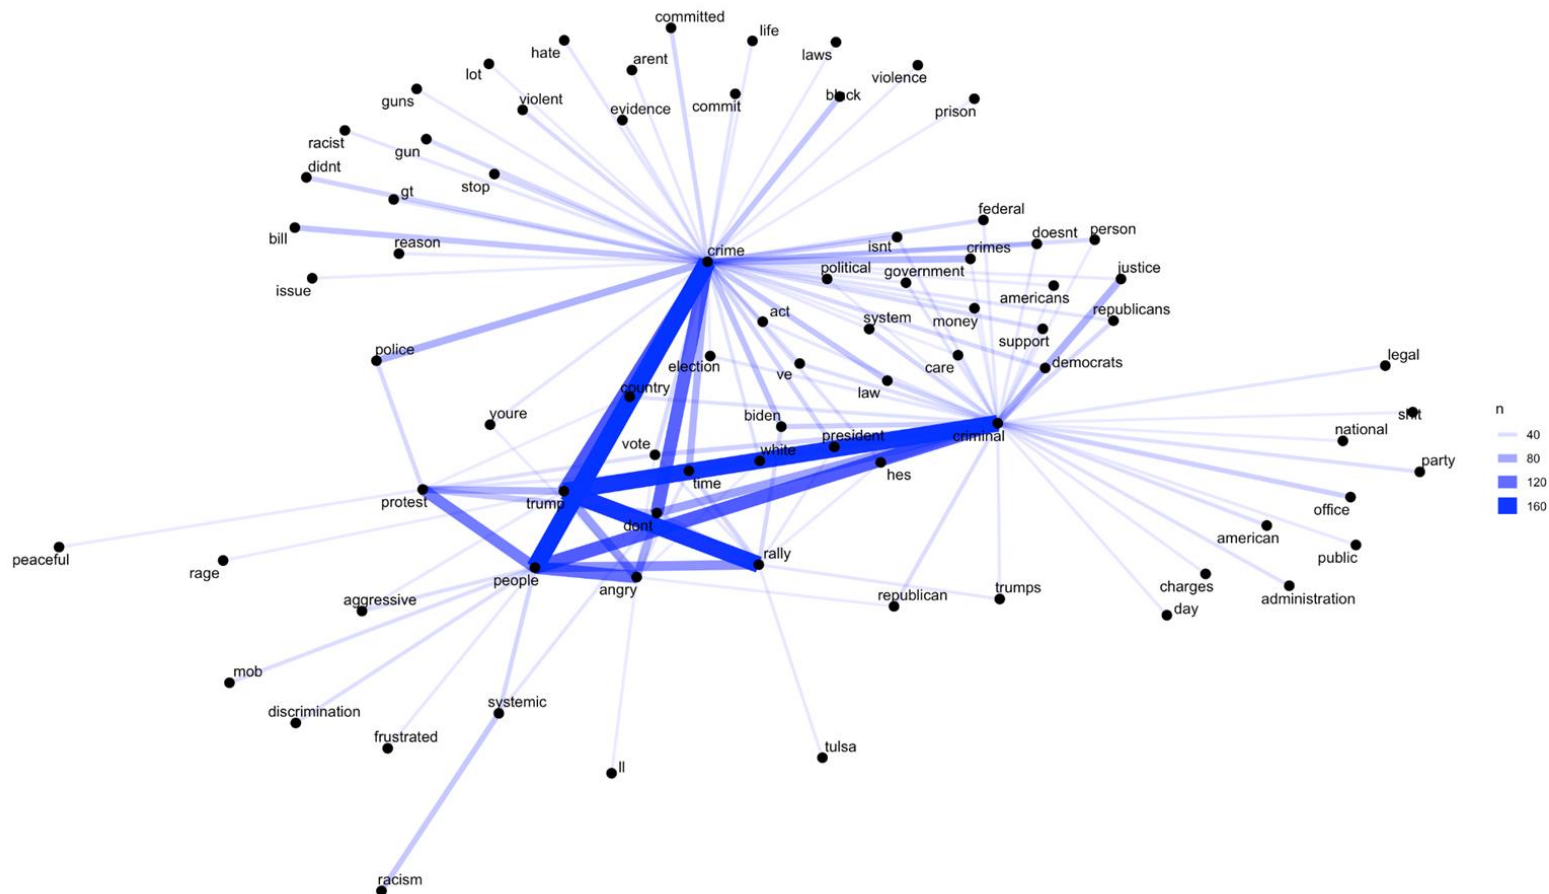 committed
life
hate
arent
laws
lot
violence
guns
violent
evidence
commit
black
prison
racist
gun
didnt
gt
stop
federal
bill
reason
crime
isnt
crimes
doesnt
person
issue
political
government
justice
americans
act
system
money
republicans
support
police
election
ve
care
democrats
legal
country
law
youre
biden
criminal
shit
n
vote
white
president
national
40
time
hes
party
80
protest
trump
office
120
dont
american
160
peaceful
rage
people
angry
rally
public
aggressive
republican
trumps
charges
day
administration
mob
discrimination
systemic
frustrated
ll
tulsa
racism